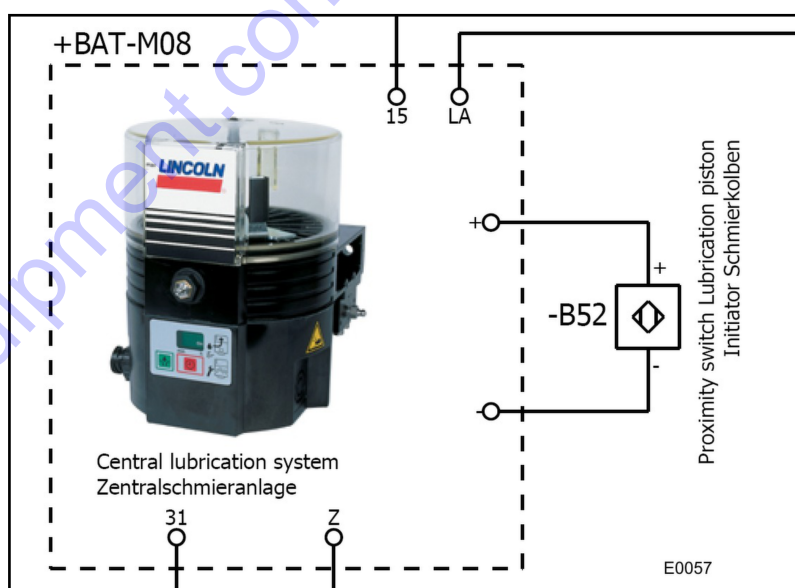 +BAT-M08
15
LA
LINCOLN
+
+
-B52
-
-
Proximity switch Lubrication piston
Initiator Schmierkolben
Central lubrication system
Zentralschmieranlage
31
Z
E0057